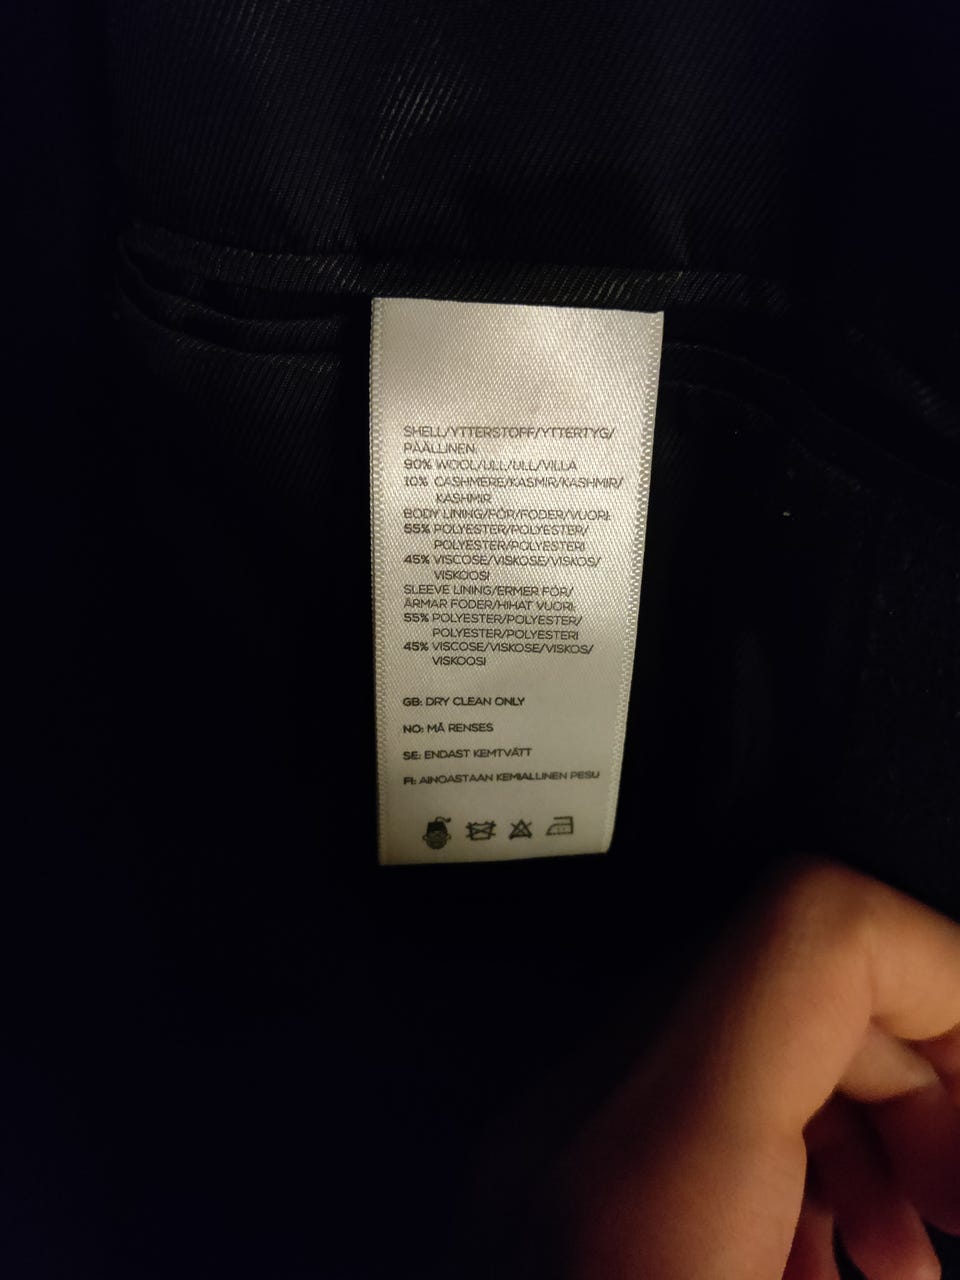 SHELL/YTTERSTOFF/YTTERTYG/
PÄÄLLINEN:
90% WOOL/ULL/ULL/VILLA
10% CASHMERE/KASMIR/KASHMIR/
KASHMIR
BODY LINING/FÔR/FODER/VUORI:
55% POLYESTER/POLYESTER/
POLYESTER/POLYESTERI
45% VISCOSE/VISKOSE/VISKOS/
VISKOOSI
SLEEVE LINING/ERMER FÔR/
ÄRMAR FODER/HIHAT VUORI:
55% POLYESTER/POLYESTER/
POLYESTER/POLYESTERI
45% VISCOSE/VISKOSE/VISKOS/
VISKOOSI
GB: DRY CLEAN ONLY
NO: MÅ RENSES
SE: ENDAST KEMTVÄTT
FI: AINOASTAAN KEMIALLINEN PESU